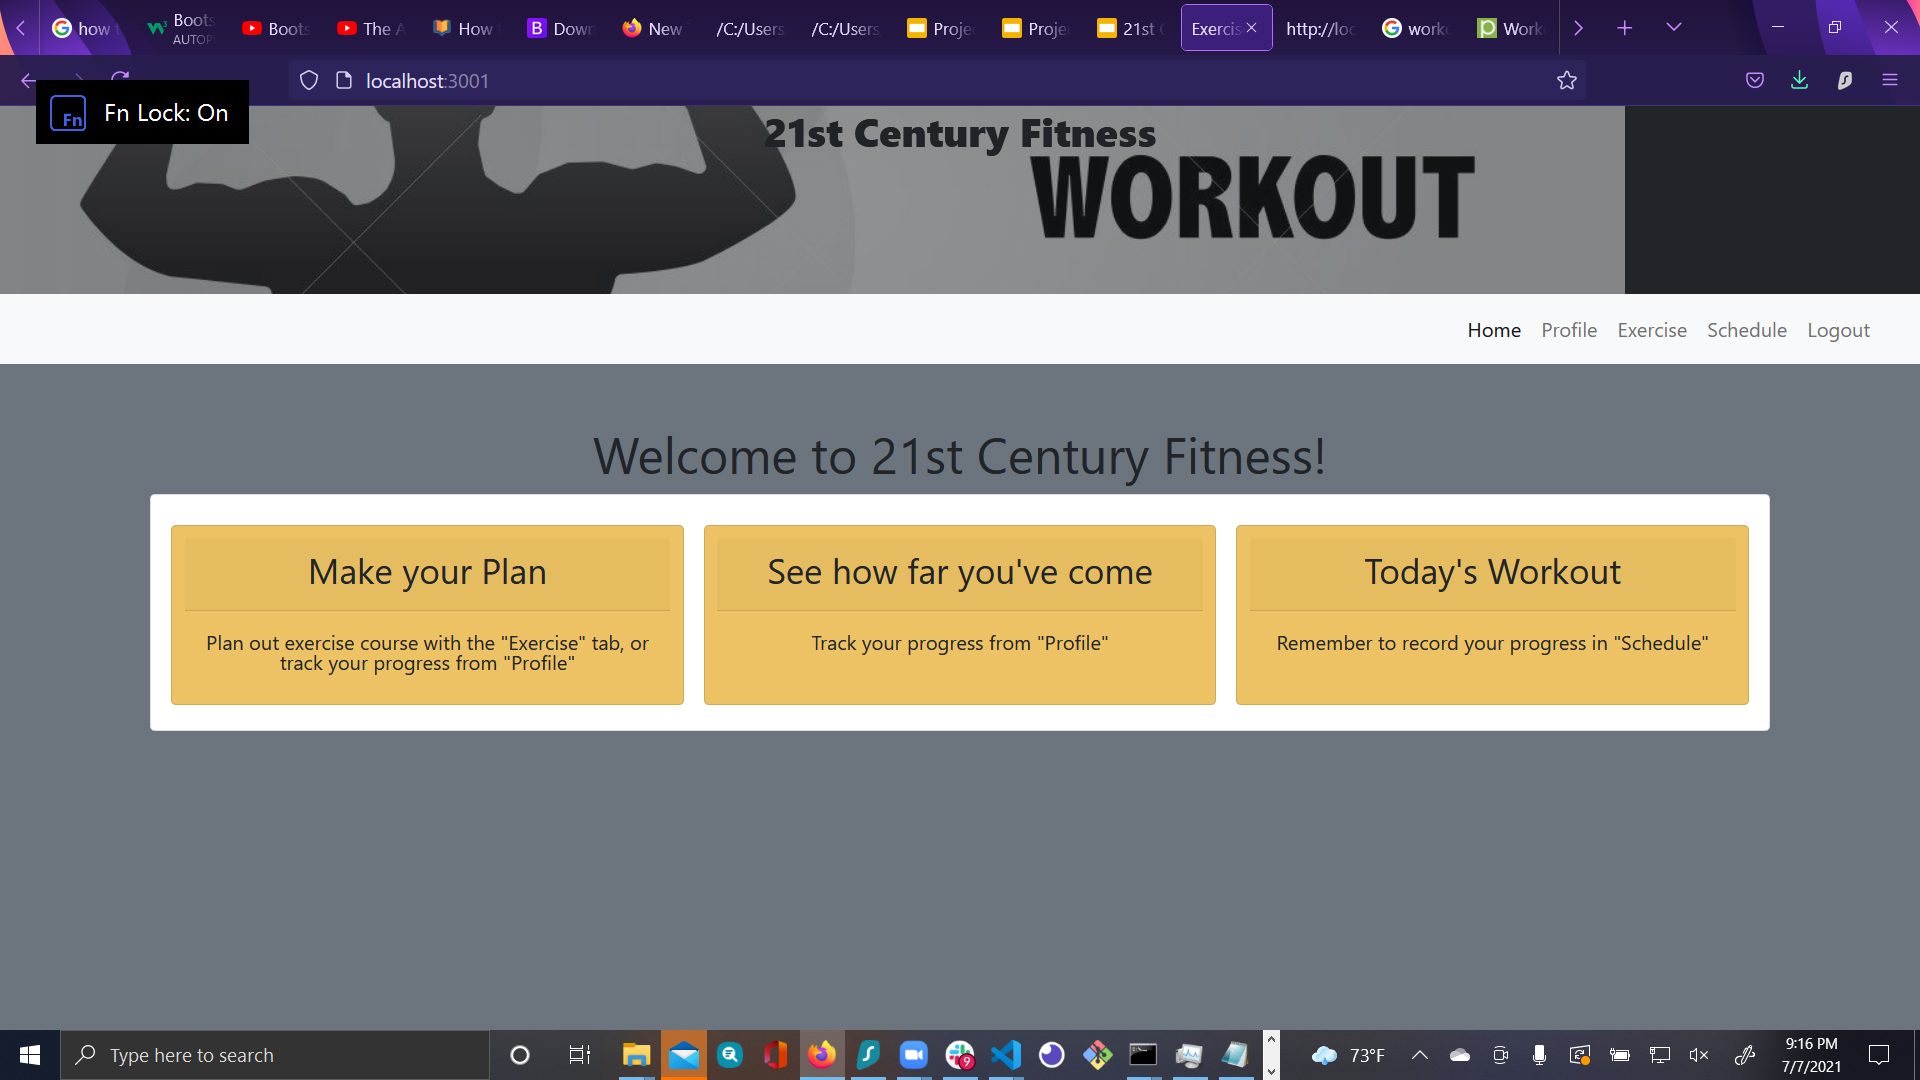 how
Boots
AUTOP
Boots
The A
How
Down
New
/C:/Users
/C:/Users
Proje
Proje
21st C
Exercis
http://loc
work
Work
localhost:3001
Fn
Fn Lock: On
21st Century Fitness
WORKOUT
Home Profile Exercise Schedule Logout
Welcome to 21st Century Fitness!
Make your Plan
Plan out exercise course with the "Exercise" tab, or
track your progress from "Profile"
See how far you've come
Track your progress from "Profile"
Today's Workout
Remember to record your progress in "Schedule"
Type here to search
9
73°F
9:16 PM
7/7/2021